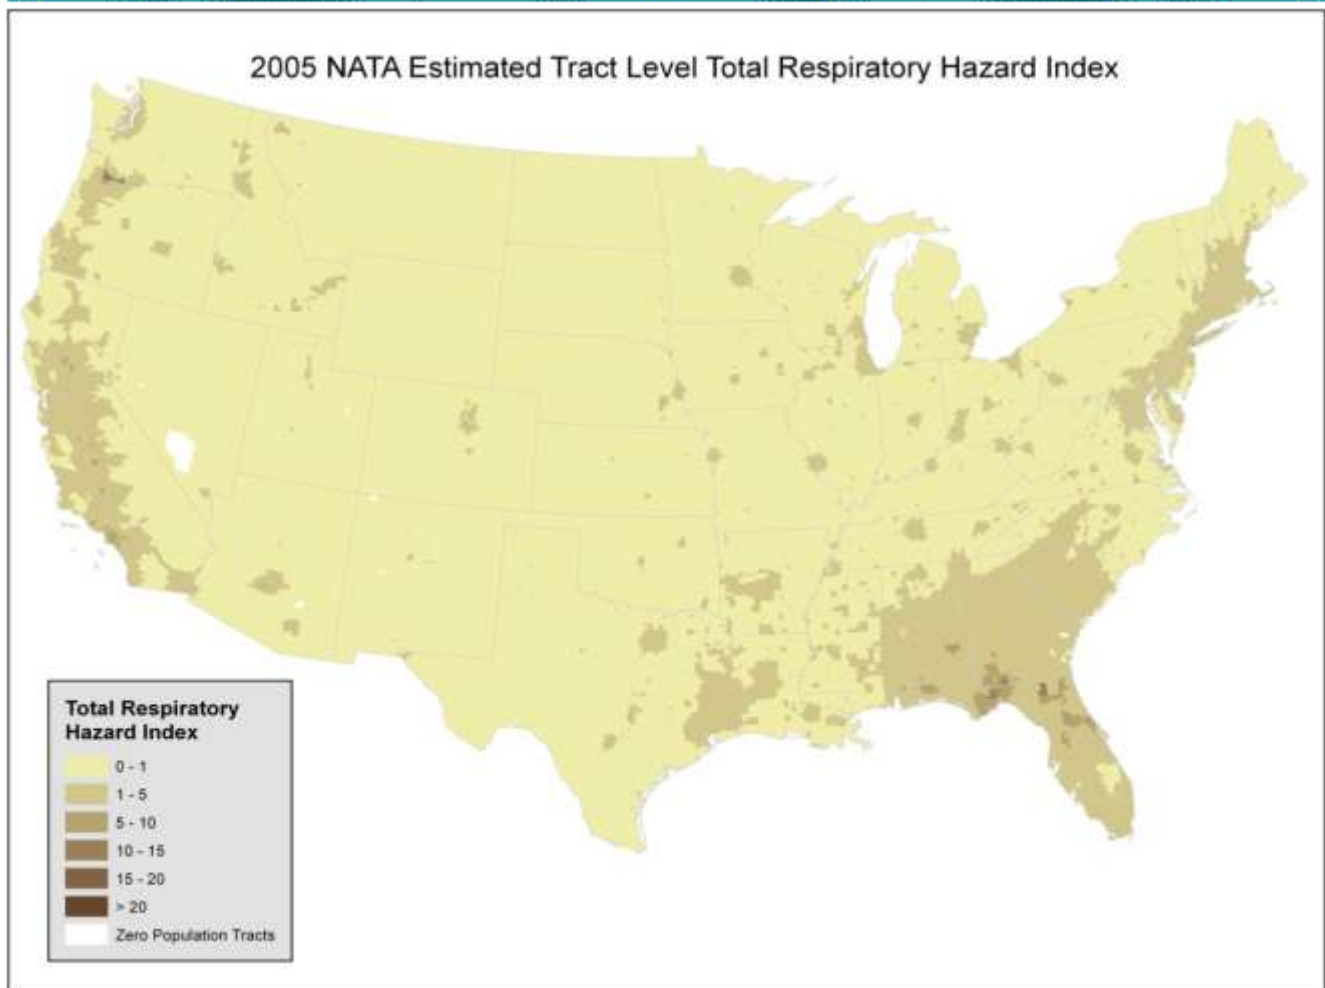 2005 NATA Estimated Tract Level Total Respiratory Hazard Index
Total Respiratory
Hazard Index
0 - 1
1 - 5
5 - 10
10 - 15
15 - 20
> 20
Zero Population Tracts